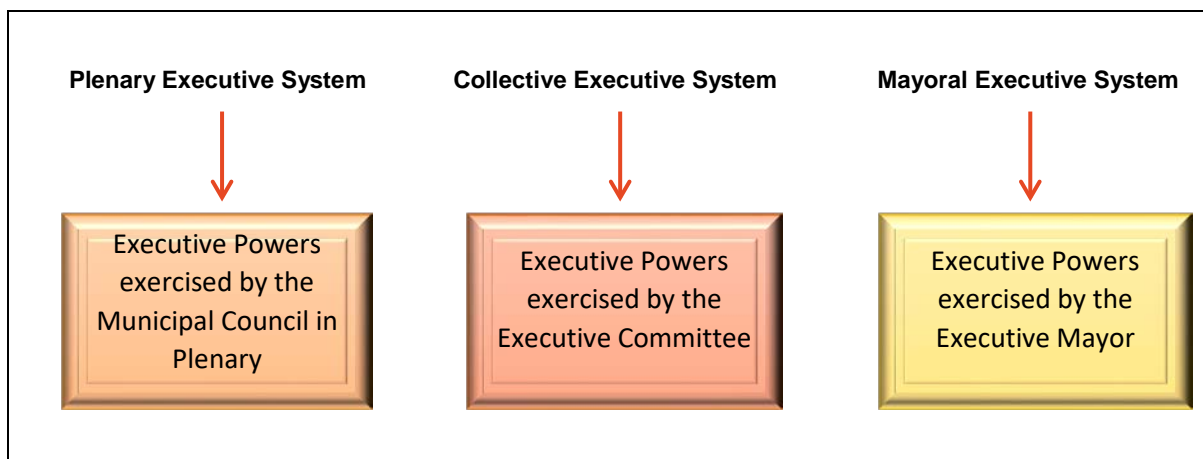 Plenary Executive System
Collective Executive System
Mayoral Executive System
Executive Powers
exercised by the
Municipal Council in
Plenary
Executive Powers
exercised by the
Executive Committee
Executive Powers
exercised by the
Executive Mayor